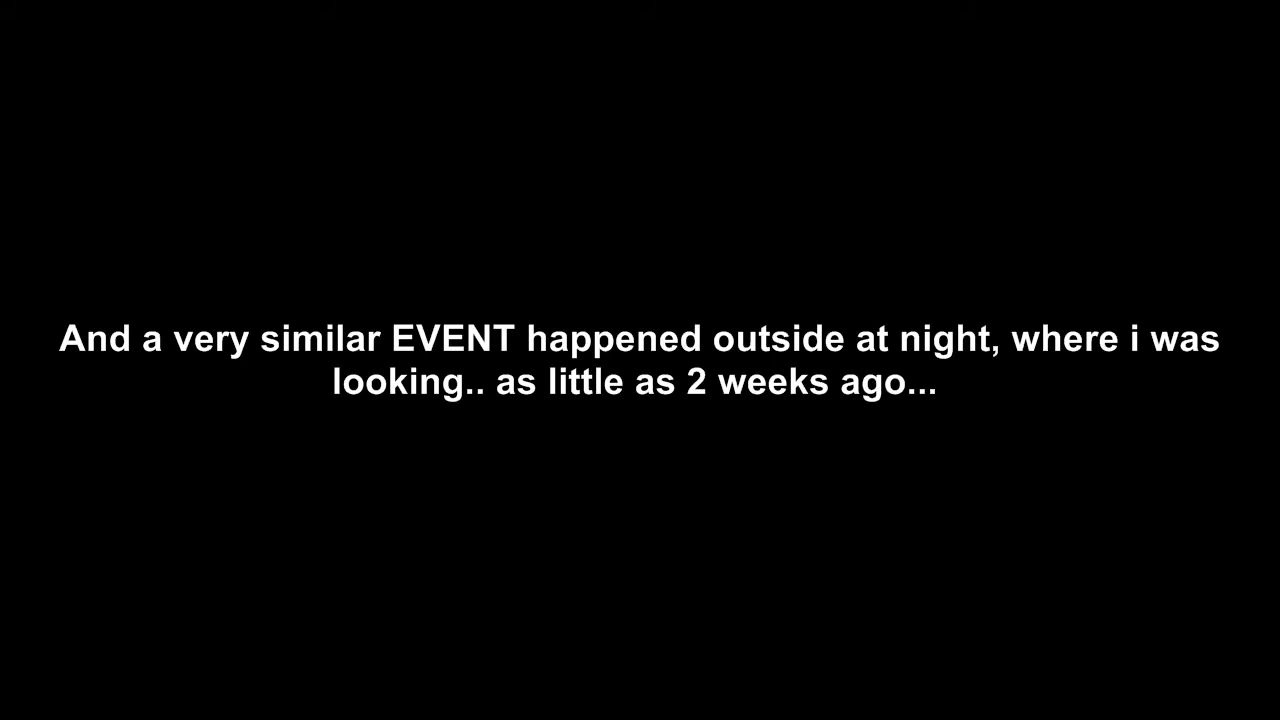 And a very similar EVENT happened outside at night, where i was
looking.. as little as 2 weeks ago...